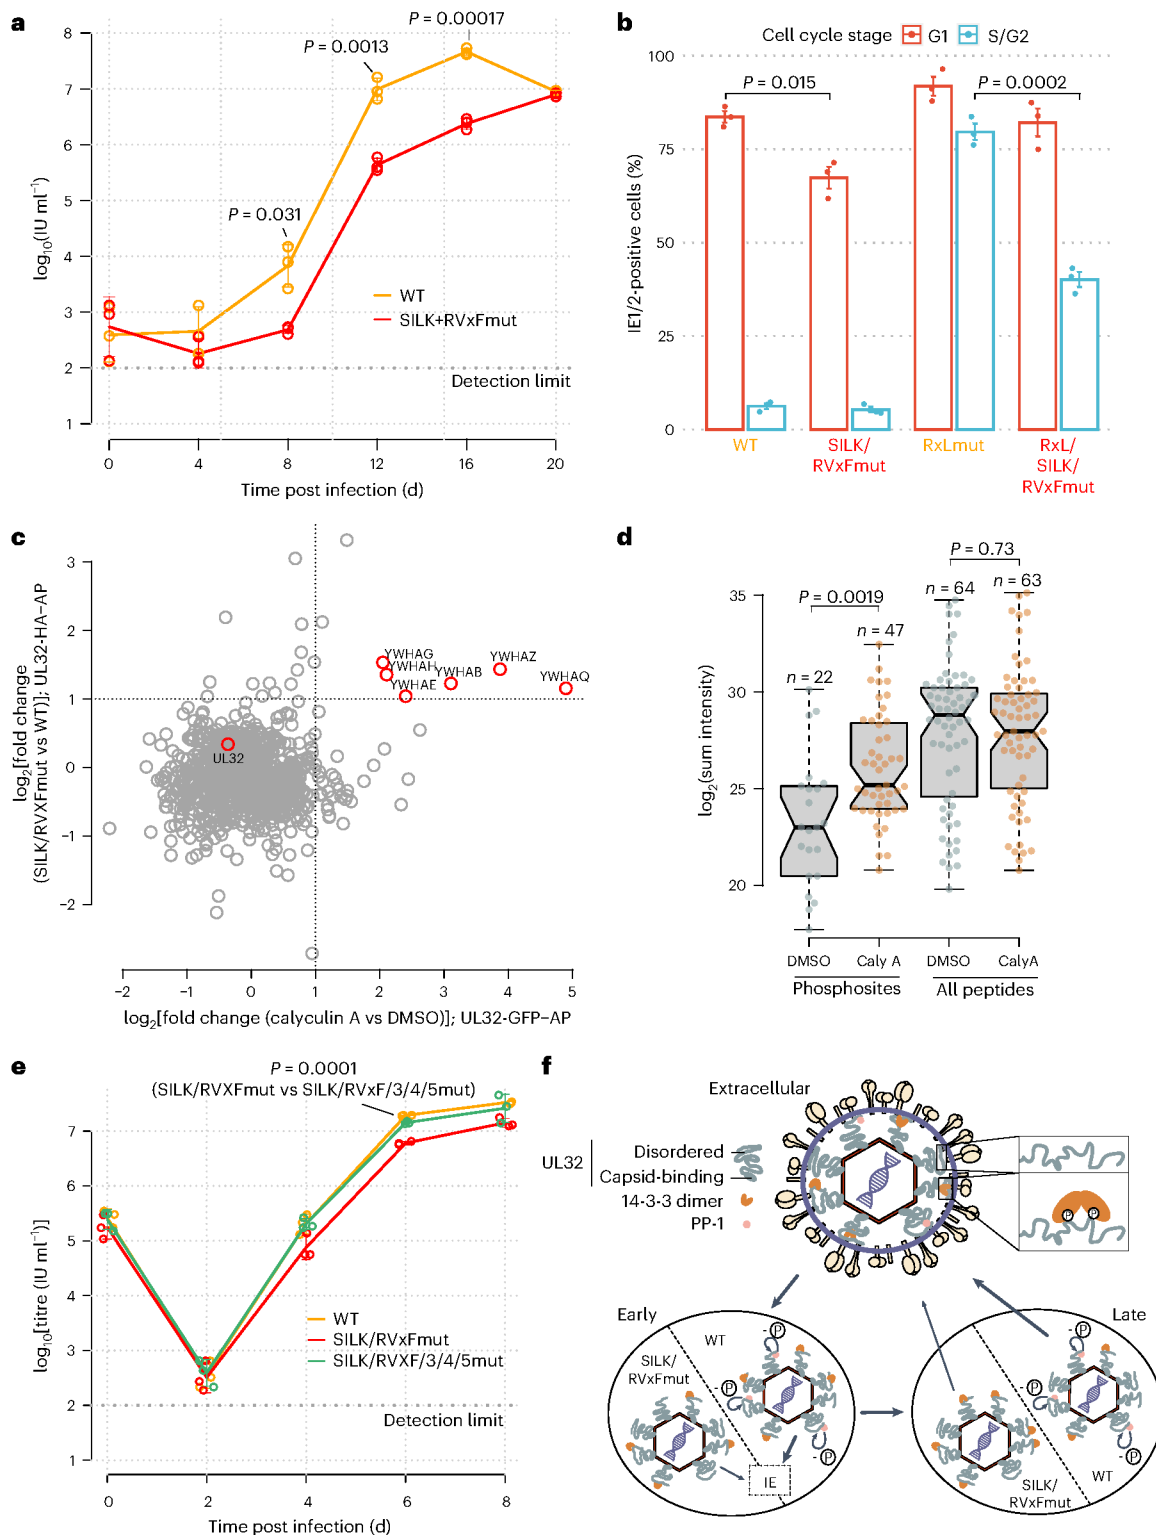 a
P = 0.00017
P = 0.0013
P = 0.031
8
7
6
5
4
3
2
1
log10(IU ml−1)
WT
SILK+RVxFmut
Detection limit
0 4 8 12 16 20
Time post infection (d)
b
Cell cycle stage G1 S/G2
P = 0.015
P = 0.0002
100
75
50
25
0
IE1/2-positive cells (%)
WT
SILK/
RVxFmut
RxLmut
RxL/
SILK/
RVxFmut
c
log2[fold change
(SILK/RVXFmut vs WT)]; UL32-HA–AP
3
2
1
0
−1
−2
YWHAG
YWHAH
YWHAE
YWHAB
YWHAZ
YWHAQ
UL32
−2 −1 0 1 2 3 4 5
log2[fold change (calyculin A vs DMSO)]; UL32-GFP–AP
d
P = 0.73
P = 0.0019
n = 64
n = 63
n = 47
n = 22
35
30
25
20
log2(sum intensity)
DMSO Caly A DMSO CalyA
Phosphosites All peptides
e
P = 0.0001
(SILK/RVXFmut vs SILK/RVxF/3/4/5mut)
7
6
5
4
3
2
1
log10[titre (IU ml−1)]
WT
SILK/RVxFmut
SILK/RVXF/3/4/5mut
Detection limit
0 2 4 6 8
Time post infection (d)
f
Extracellular
UL32
Disordered
Capsid-binding
14-3-3 dimer
PP-1
P P
Early
WT
SILK/
RVxFmut
- P
- P
- P
IE
Late
- P
- P
- P
SILK/
RVxFmut
WT